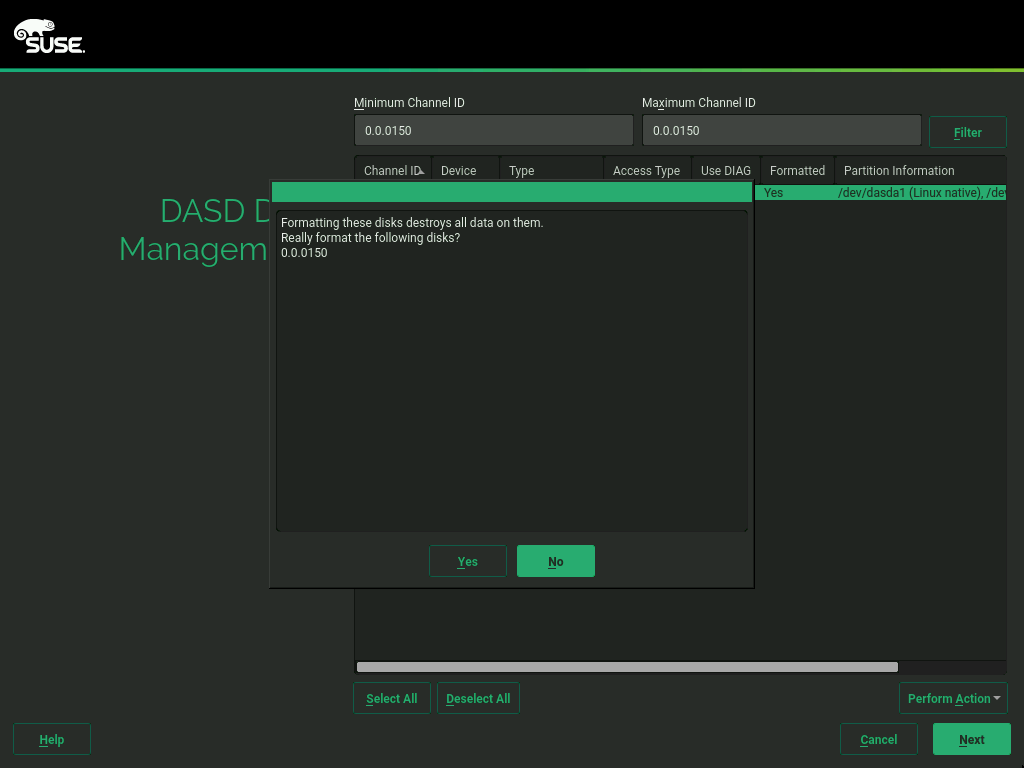 SUSE
Minimum Channel ID
Maximum Channel ID
0.0.0150
0.0.0150
Filter
Channel ID
Device
Type
Access Type
Use DIAG
Formatted
Partition Information
Yes
/dev/dasda1 (Linux native), /dev
DASD D
Managem
Formatting these disks destroys all data on them.
Really format the following disks?
0.0.0150
Yes
No
Select All
Deselect All
Perform Action
Help
Cancel
Next